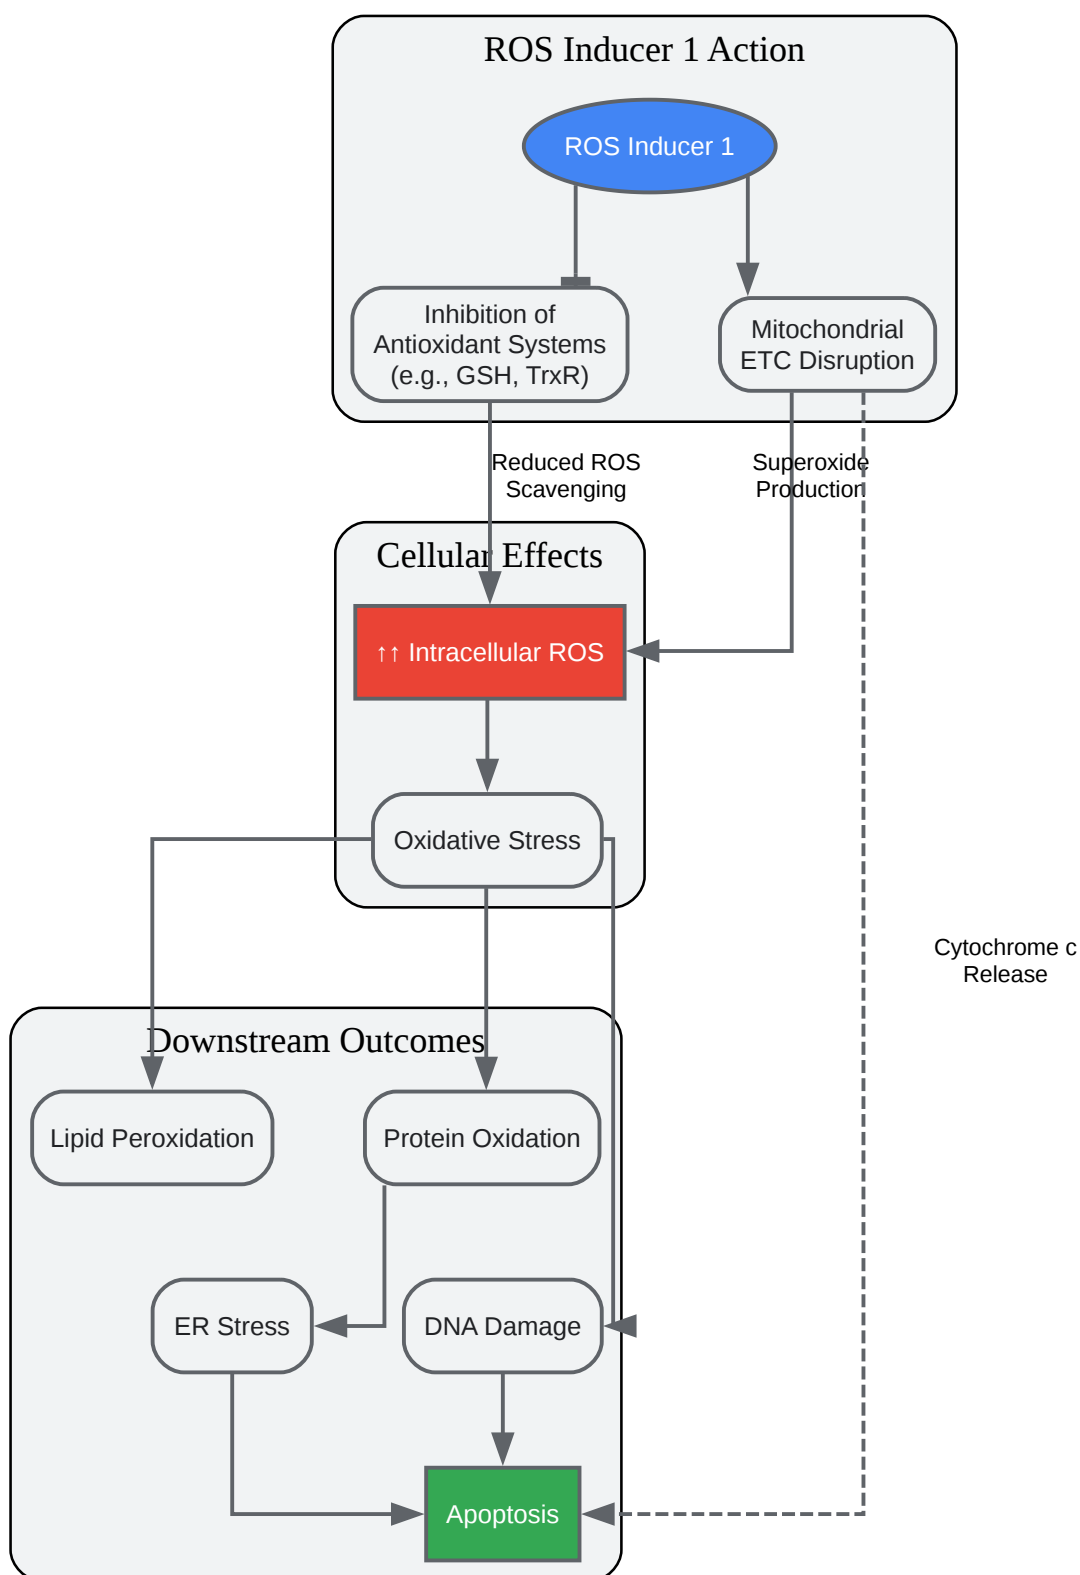 ROS Inducer 1 Action
ROS Inducer 1
Inhibition of
Antioxidant Systems
(e.g., GSH, TrxR)
Mitochondrial
ETC Disruption
Reduced ROS
Scavenging
Superoxide
Production
Cellular Effects
↑↑ Intracellular ROS
Oxidative Stress
Cytochrome c
Release
Downstream Outcomes
Lipid Peroxidation
Protein Oxidation
ER Stress
DNA Damage
Apoptosis